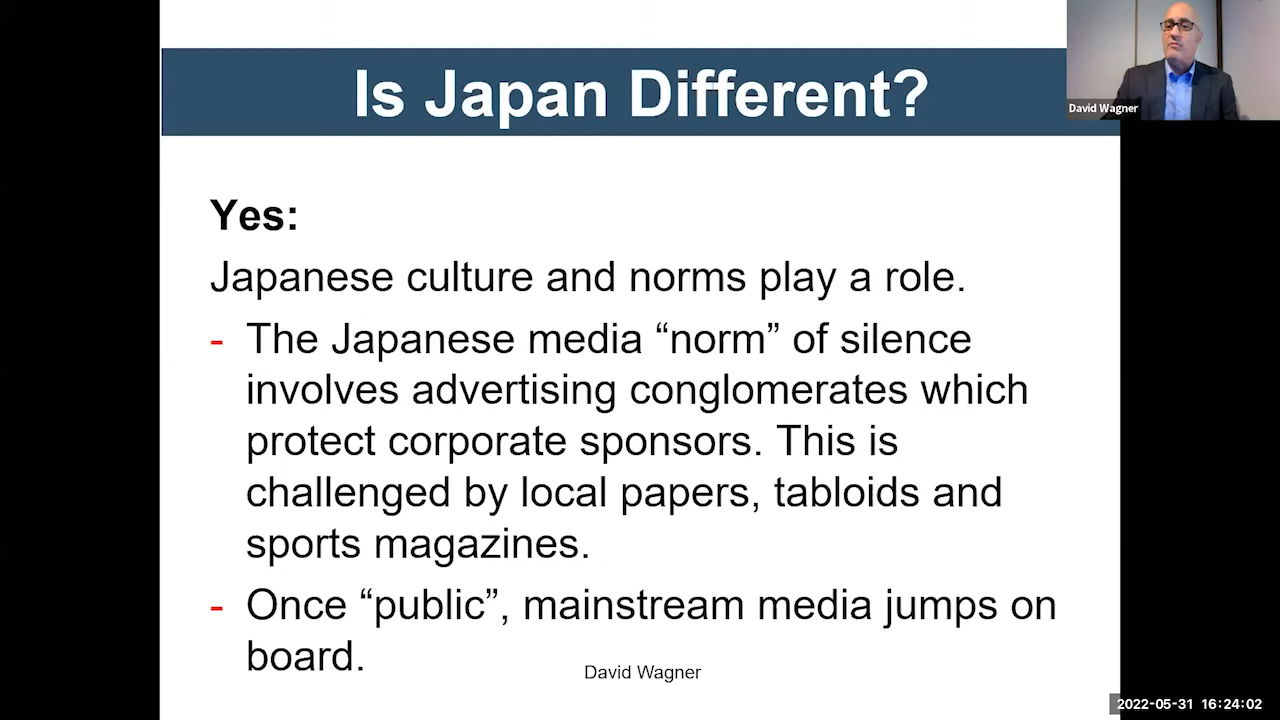 Is Japan Different?
David Wagner
Yes:
Japanese culture and norms play a role.
- The Japanese media “norm” of silence
involves advertising conglomerates which
protect corporate sponsors. This is
challenged by local papers, tabloids and
sports magazines.
- Once “public”, mainstream media jumps on
board.
David Wagner
2022-05-31 16:24:02